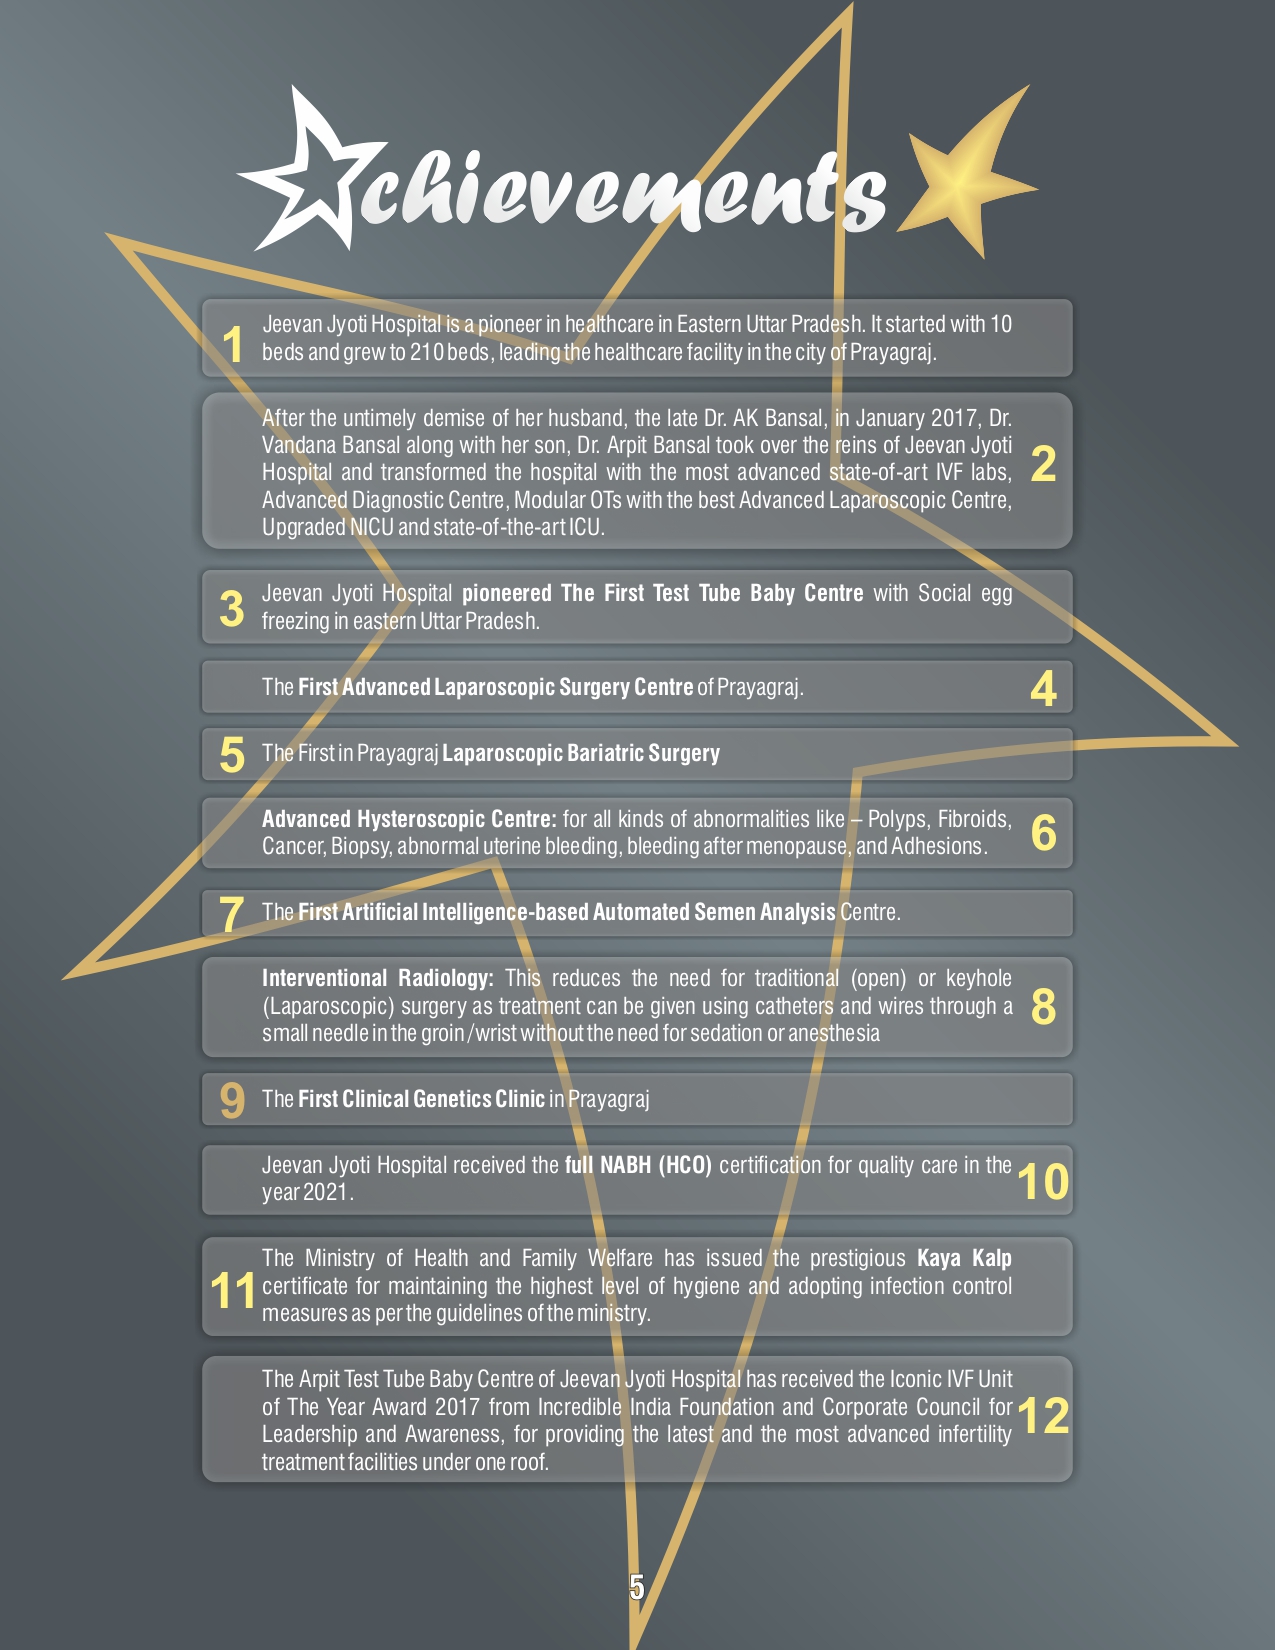 Achievements
1
Jeevan Jyoti Hospital is a pioneer in healthcare in Eastern Uttar Pradesh. It started with 10
beds and grew to 210 beds, leading the healthcare facility in the city of Prayagraj.
After the untimely demise of her husband, the late Dr. AK Bansal, in January 2017, Dr.
Vandana Bansal along with her son, Dr. Arpit Bansal took over the reins of Jeevan Jyoti
Hospital and transformed the hospital with the most advanced state-of-art IVF labs,
Advanced Diagnostic Centre, Modular OTs with the best Advanced Laparoscopic Centre,
Upgraded NICU and state-of-the-art ICU.
2
3
Jeevan Jyoti Hospital pioneered The First Test Tube Baby Centre with Social egg
freezing in eastern Uttar Pradesh.
The First Advanced Laparoscopic Surgery Centre of Prayagraj.
4
5
The First in Prayagraj Laparoscopic Bariatric Surgery
Advanced Hysteroscopic Centre: for all kinds of abnormalities like – Polyps, Fibroids,
Cancer, Biopsy, abnormal uterine bleeding, bleeding after menopause, and Adhesions.
6
7
The First Artificial Intelligence-based Automated Semen Analysis Centre.
Interventional Radiology: This reduces the need for traditional (open) or keyhole
(Laparoscopic) surgery as treatment can be given using catheters and wires through a
small needle in the groin /wrist without the need for sedation or anesthesia
8
9
The First Clinical Genetics Clinic in Prayagraj
Jeevan Jyoti Hospital received the full NABH (HCO) certification for quality care in the
year 2021.
10
11
The Ministry of Health and Family Welfare has issued the prestigious Kaya Kalp
certificate for maintaining the highest level of hygiene and adopting infection control
measures as per the guidelines of the ministry.
The Arpit Test Tube Baby Centre of Jeevan Jyoti Hospital has received the Iconic IVF Unit
of The Year Award 2017 from Incredible India Foundation and Corporate Council for
Leadership and Awareness, for providing the latest and the most advanced infertility
treatment facilities under one roof.
12
5